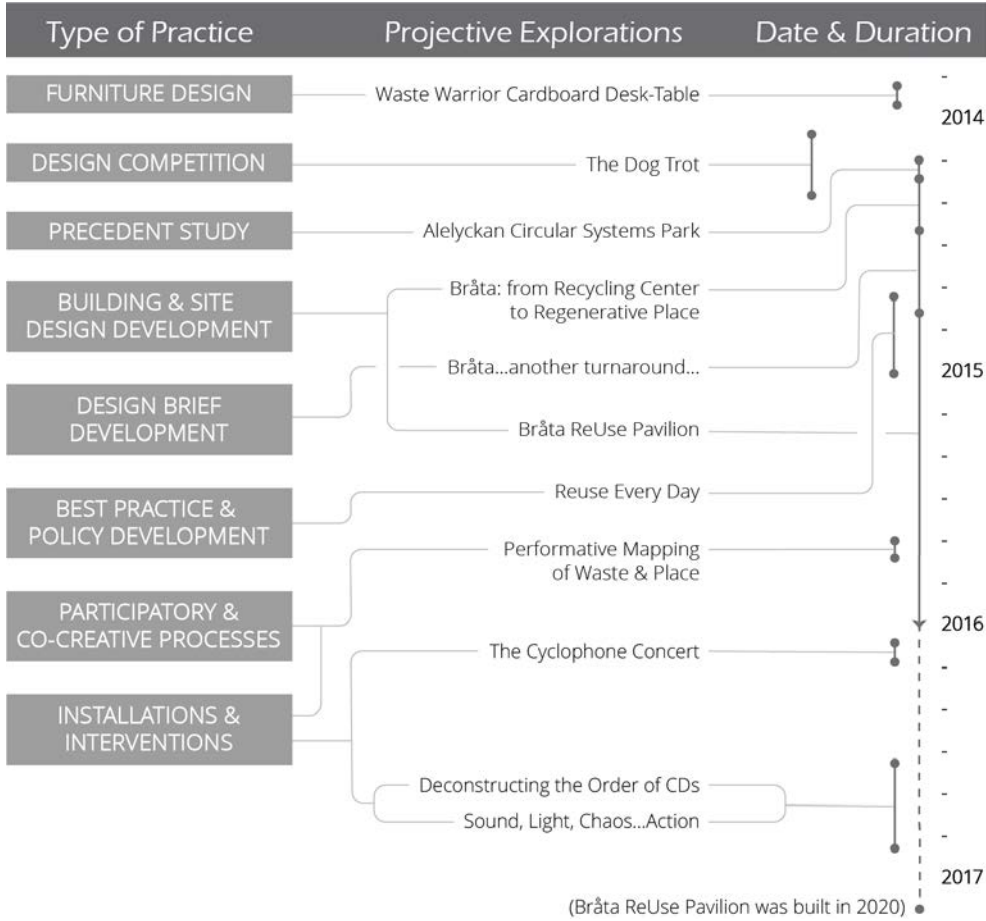 Type of Practice Projective Explorations Date & Duration
FURNITURE DESIGN Waste Warrior Cardboard Desk-Table
-
2014
DESIGN COMPETITION The Dog Trot
-
-
PRECEDENT STUDY Alelyckan Circular Systems Park
-
BUILDING &  SITE
DESIGN DEVELOPMENT
Bråta: from Recycling Center
to Regenerative Place
-
-
DESIGN BRIEF
DEVELOPMENT
Bråta...another turnaround...
2015
-
Bråta ReUse Pavilion
-
BEST PRACTICE &
POLICY DEVELOPMENT
Reuse Every Day
-
Performative Mapping
of Waste & Place
-
-
PARTICIPATORY &
CO-CREATIVE PROCESSES
2016
The Cyclophone Concert
-
-
INSTALLATIONS &
INTERVENTIONS
-
-
Deconstructing the Order of CDs
-
Sound, Light, Chaos...Action
-
2017
(Bråta ReUse Pavilion was built in 2020)